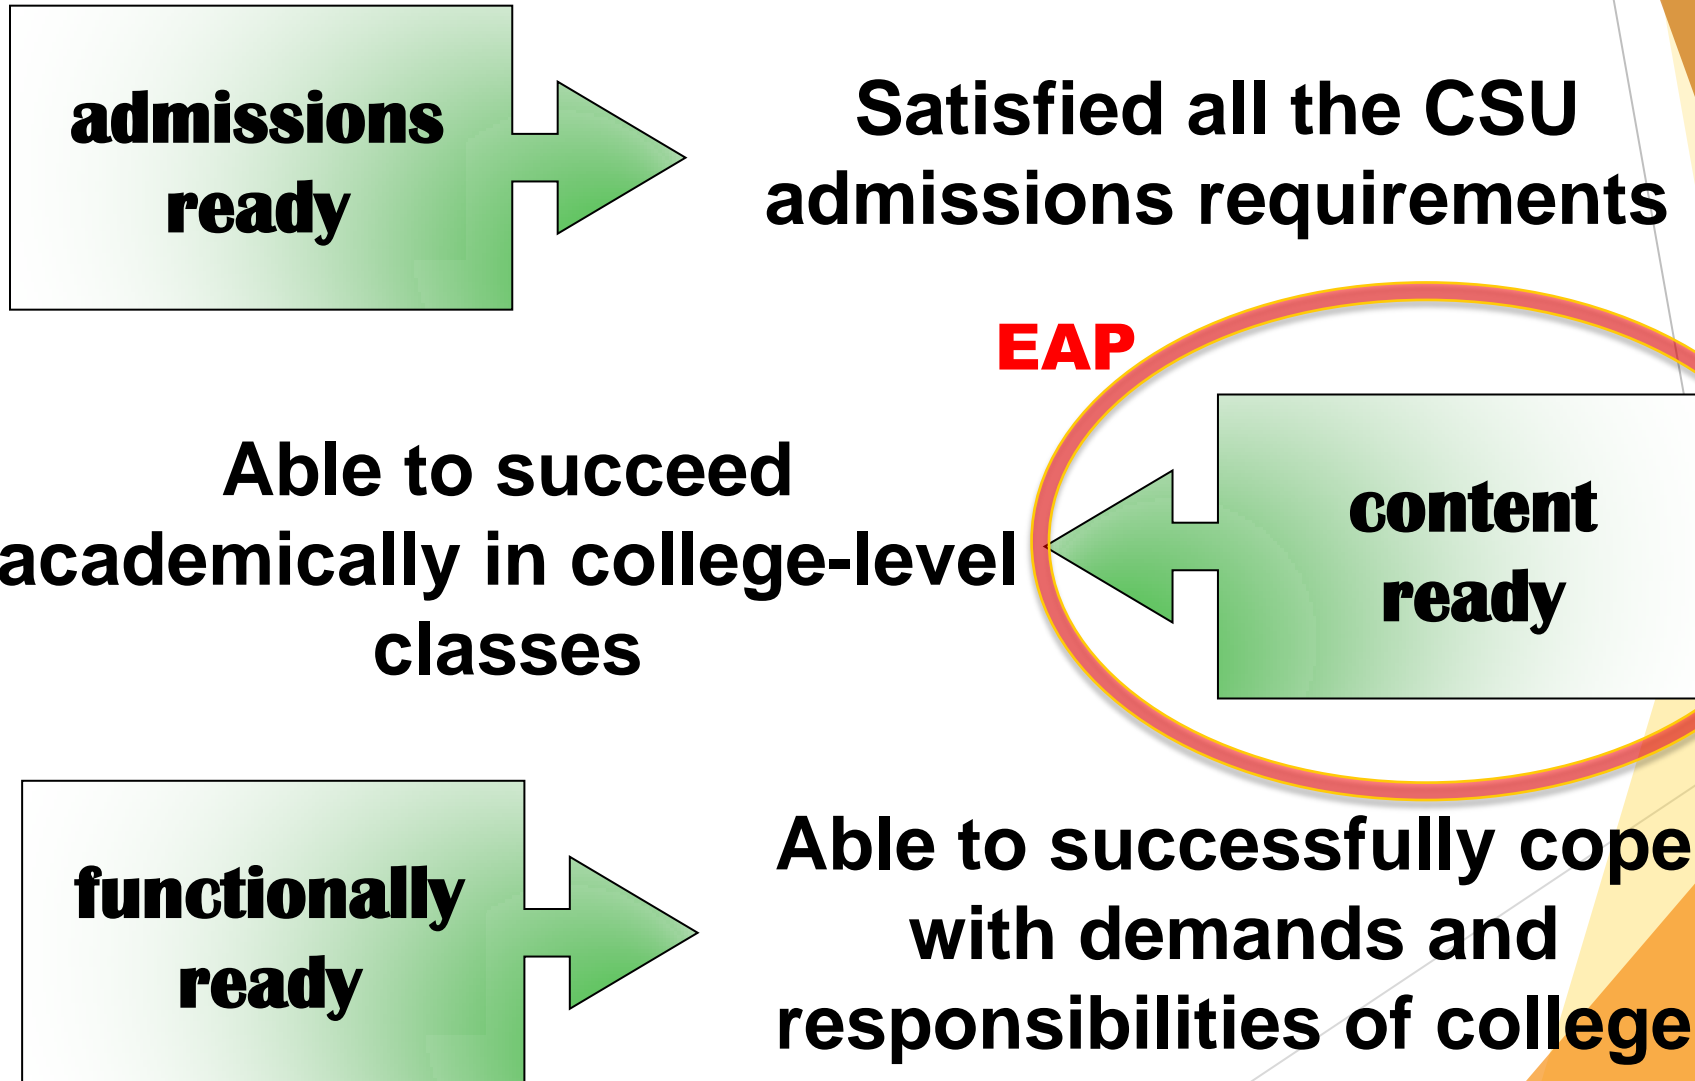 admissions
ready
Satisfied all the CSU
admissions requirements
EAP
Able to succeed
academically in college-level
classes
content
ready
functionally
ready
Able to successfully cope
with demands and
responsibilities of college